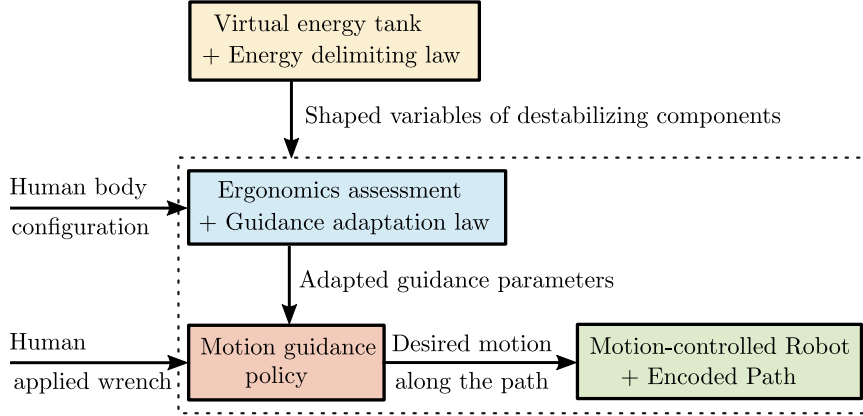 Virtual energy tank
+ Energy delimiting law
Shaped variables of destabilizing components
Human body
configuration
Ergonomics assessment
+ Guidance adaptation law
Adapted guidance parameters
Human
applied wrench
Motion guidance
policy
Desired motion
along the path
Motion-controlled Robot
+ Encoded Path